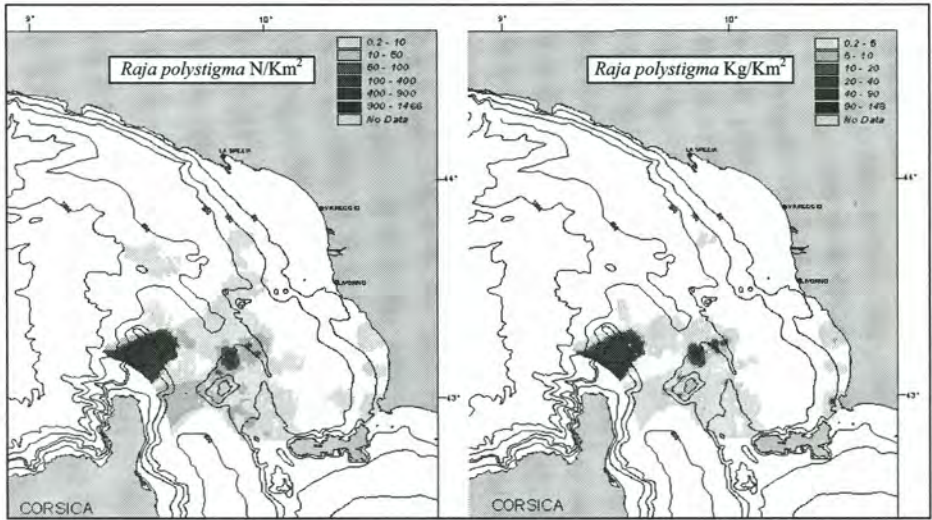 9°
10°
Raja polystigma N/Km²
0,2 - 10
10 - 50
50 - 100
100 - 400
400 - 900
900 - 1466
No Data
LA SPEZIA
44°
VIAREGGIO
LIVORNO
43°
CORSICA
9°
10°
Raja polystigma Kg/Km²
0,2 - 5
5 - 10
10 - 20
20 - 40
40 - 90
90 - 148
No Data
LA SPEZIA
44°
VIAREGGIO
LIVORNO
43°
CORSICA